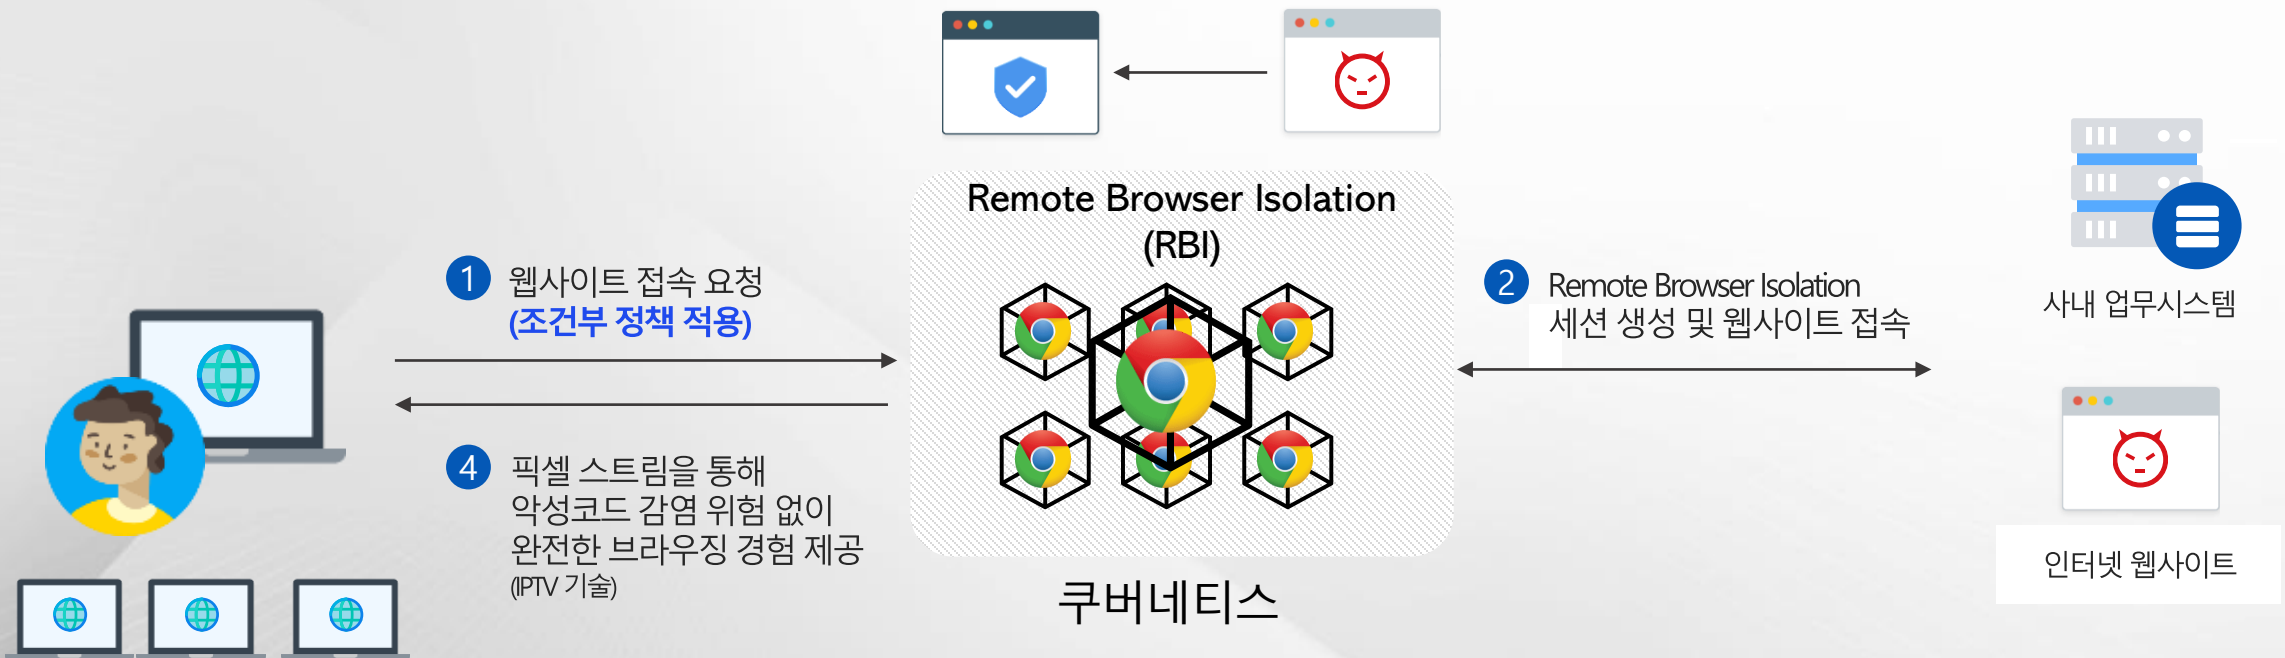 Remote Browser Isolation
(RBI)
1 웹사이트 접속 요청
(조건부 정책 적용)
2 Remote Browser Isolation
세션 생성 및 웹사이트 접속
사내 업무시스템
4 픽셀 스트림을 통해
악성코드 감염 위험 없이
완전한 브라우징 경험 제공
(IPTV 기술)
인터넷 웹사이트
쿠버네티스